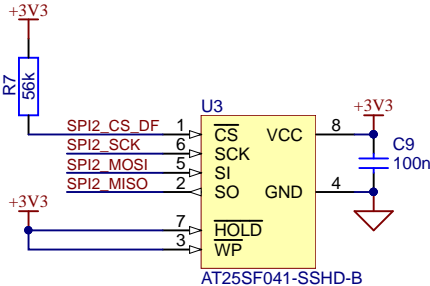 +3V3
R7
56k
U3
+3V3
SPI2_CS_DF 1 CS VCC 8
SPI2_SCK 6 SCK
SPI2_MOSI 5 SI
SPI2_MISO 2 SO GND 4
C9
100n
+3V3
7 HOLD
3 WP
AT25SF041-SSHD-B